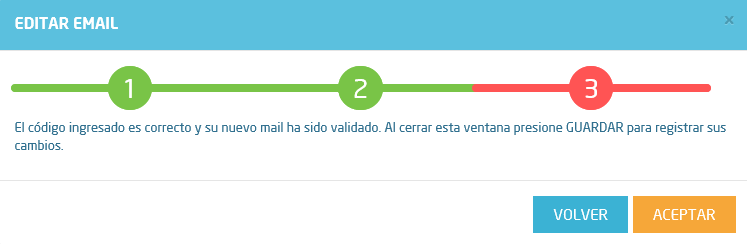 EDITAR EMAIL ×
1 2 3
El código ingresado es correcto y su nuevo mail ha sido validado. Al cerrar esta ventana presione GUARDAR para registrar sus
cambios.
VOLVER ACEPTAR